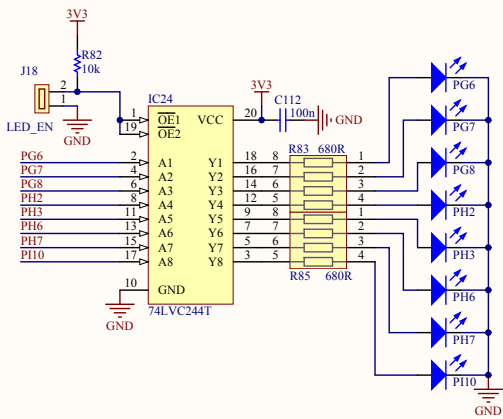 3V3
R82
10k
J18
2
1
LED_EN
GND
3V3
C112
100n
GND
IC24
1 OE1 VCC 20
19 OE2
PG6 2 A1 Y1 18 8 R83 680R 1 PG6
PG7 4 A2 Y2 16 7 2 PG7
PG8 6 A3 Y3 14 6 3 PG8
PH2 8 A4 Y4 12 5 4 PH2
PH3 11 A5 Y5 9 8 1 PH3
PH6 13 A6 Y6 7 7 2 PH6
PH7 15 A7 Y7 5 6 3 PH7
PI10 17 A8 Y8 3 5 4 PI10
R85 680R
10 GND
GND
74LVC244T
GND